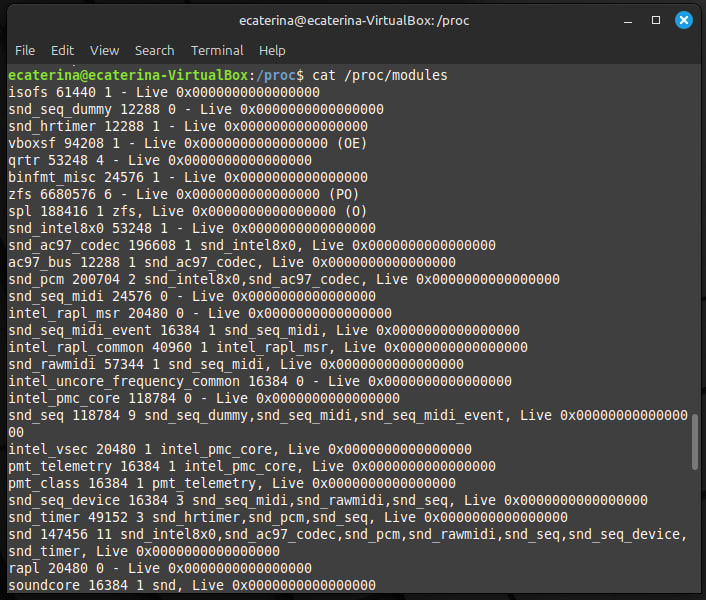 ecaterina@ecaterina-VirtualBox: /proc
File Edit View Search Terminal Help
ecaterina@ecaterina-VirtualBox:/proc$ cat /proc/modules
isofs 61440 1 - Live 0x0000000000000000
snd_seq_dummy 12288 0 - Live 0x0000000000000000
snd_hrtimer 12288 1 - Live 0x0000000000000000
vboxsf 94208 1 - Live 0x0000000000000000 (OE)
qrtr 53248 4 - Live 0x0000000000000000
binfmt_misc 24576 1 - Live 0x0000000000000000
zfs 6680576 6 - Live 0x0000000000000000 (PO)
spl 188416 1 zfs, Live 0x0000000000000000 (O)
snd_intel8x0 53248 1 - Live 0x0000000000000000
snd_ac97_codec 196608 1 snd_intel8x0, Live 0x0000000000000000
ac97_bus 12288 1 snd_ac97_codec, Live 0x0000000000000000
snd_pcm 200704 2 snd_intel8x0,snd_ac97_codec, Live 0x0000000000000000
snd_seq_midi 24576 0 - Live 0x0000000000000000
intel_rapl_msr 20480 0 - Live 0x0000000000000000
snd_seq_midi_event 16384 1 snd_seq_midi, Live 0x0000000000000000
intel_rapl_common 40960 1 intel_rapl_msr, Live 0x0000000000000000
snd_rawmidi 57344 1 snd_seq_midi, Live 0x0000000000000000
intel_uncore_frequency_common 16384 0 - Live 0x0000000000000000
intel_pmc_core 118784 0 - Live 0x0000000000000000
snd_seq 118784 9 snd_seq_dummy,snd_seq_midi,snd_seq_midi_event, Live 0x00000000000000
00
intel_vsec 20480 1 intel_pmc_core, Live 0x0000000000000000
pmt_telemetry 16384 1 intel_pmc_core, Live 0x0000000000000000
pmt_class 16384 1 pmt_telemetry, Live 0x0000000000000000
snd_seq_device 16384 3 snd_seq_midi,snd_rawmidi,snd_seq, Live 0x0000000000000000
snd_timer 49152 3 snd_hrtimer,snd_pcm,snd_seq, Live 0x0000000000000000
snd 147456 11 snd_intel8x0,snd_ac97_codec,snd_pcm,snd_rawmidi,snd_seq,snd_seq_device,
snd_timer, Live 0x0000000000000000
rapl 20480 0 - Live 0x0000000000000000
soundcore 16384 1 snd, Live 0x0000000000000000